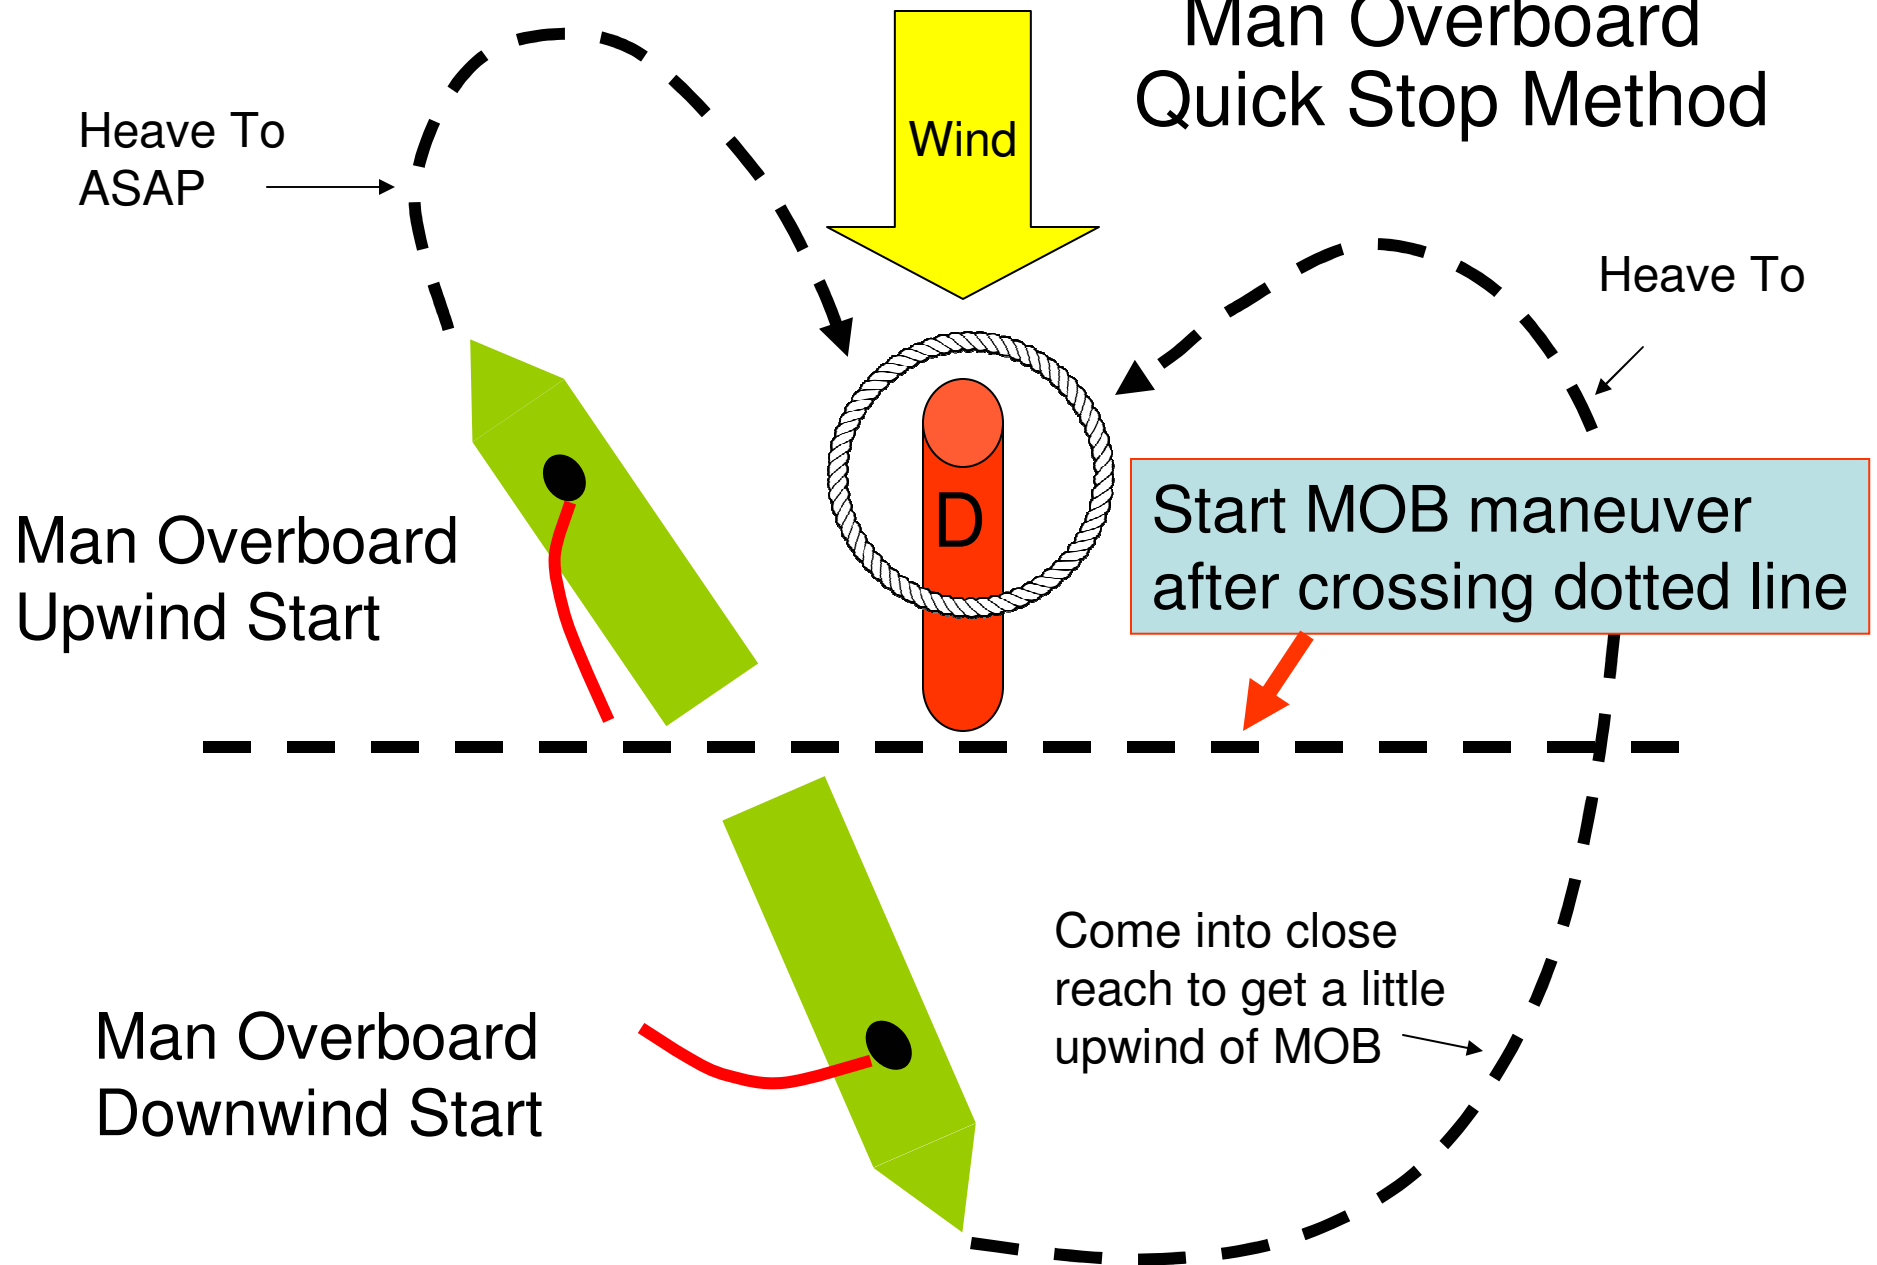 Man Overboard
Quick Stop Method
Wind
Heave To
ASAP
Heave To
D
Start MOB maneuver
after crossing dotted line
Man Overboard
Upwind Start
Come into close
reach to get a little
upwind of MOB
Man Overboard
Downwind Start